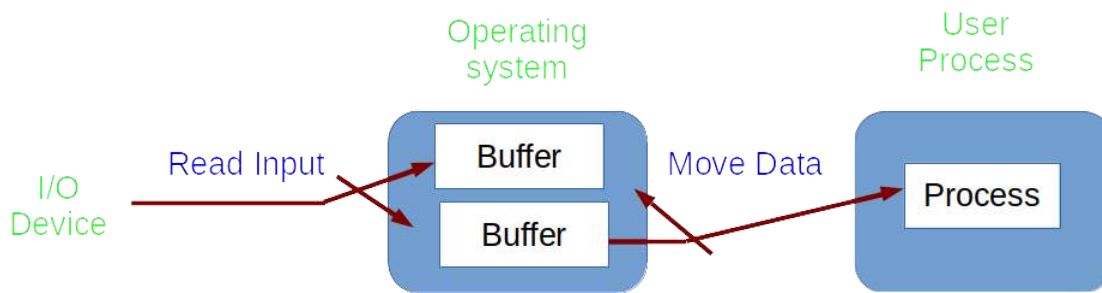 Operating
system
User
Process
Buffer
Read Input
Move Data
I/O
Device
Process
Buffer